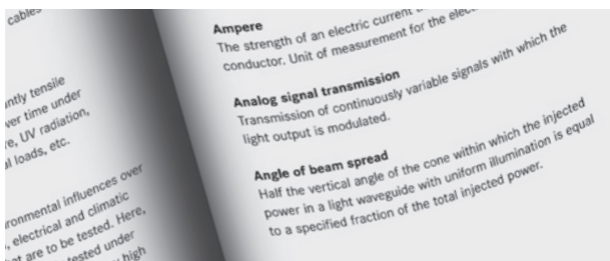 cables
ntly tensile
ver time under
e, UV radiation,
al loads, etc.
ronmental influences over
, electrical and climatic
at are to be tested. Here,
tested under
high
Ampere
The strength of an electric current
conductor. Unit of measurement for the elec
Analog signal transmission
Transmission of continuously variable signals with which the
light output is modulated.
Angle of beam spread
Half the vertical angle of the cone within which the injected
power in a light waveguide with uniform illumination is equal
to a specified fraction of the total injected power.